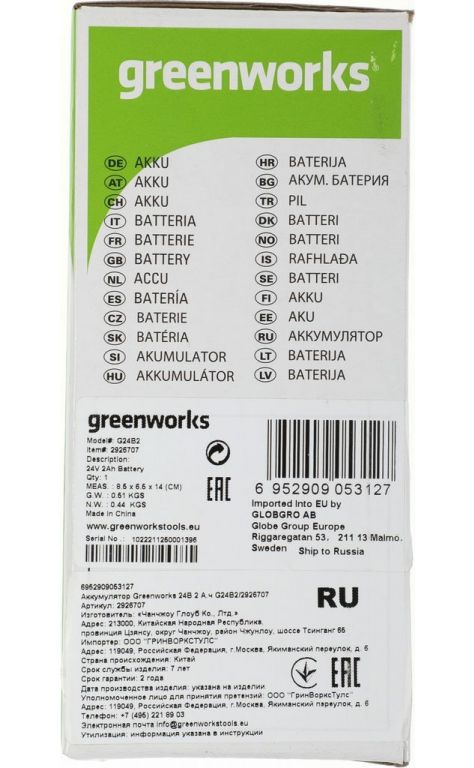 greenworks
DE AKKU
AT AKKU
CH AKKU
IT BATTERIA
FR BATTERIE
GB BATTERY
NL ACCU
ES BATERÍA
CZ BATERIE
SK BATÉRIA
SI AKUMULATOR
HU AKKUMULÁTOR
HR BATERIJA
BG АКУМ. БАТЕРИЯ
TR PIL
DK BATTERI
NO BATTERI
IS RAFHLAÐA
SE BATTERI
FI AKKU
EE AKU
RU АККУМУЛЯТОР
LT BATERIJA
LV BATERIJA
greenworks
Model#: G24B2
Item#: 2926707
Description:
24V 2Ah Battery
Qty: 1
MEAS. : 8.5 x 6.5 x 14 (CM)
G.W. : 0.51 KGS
N.W. : 0.44 KGS
Made in China
www.greenworkstools.eu
Serial No.: 1022211260001396
EAC
6 952909 053127
Imported into EU by
GLOBGRO AB
Globe Group Europe
Riggaregatan 53, 211 13 Malmö,
Sweden Ship to Russia
6952909053127
Аккумулятор Greenworks 24В 2 А.ч G24B2/2926707
Артикул: 2926707
Изготовитель: «Чанчжоу Глоуб Ко., Лтд.»
Адрес: 213000, Китайская Народная Республика,
провинция Цзянсу, округ Чанчжоу, район Чжунлоу, шоссе Тсинганг 65
Импортер: ООО "ГРИНВОРКСТУЛС"
Адрес: 119049, Российская Федерация, г.Москва, Якиманский переулок, д. 6
Страна происхождения: Китай
Срок службы изделия: 7 лет
Срок гарантии: 2 года
Дата производства изделия: указана на изделии
Уполномоченное лицо для принятия претензий: ООО "ГринВорксТулс"
Адрес: 119049, Российская Федерация, г. Москва, Якиманский переулок, д. 6
Телефон: +7 (495) 221 89 03
Электронная почта info@greenworkstools.eu
Утилизация: информация указана в инструкции
RU
EAC